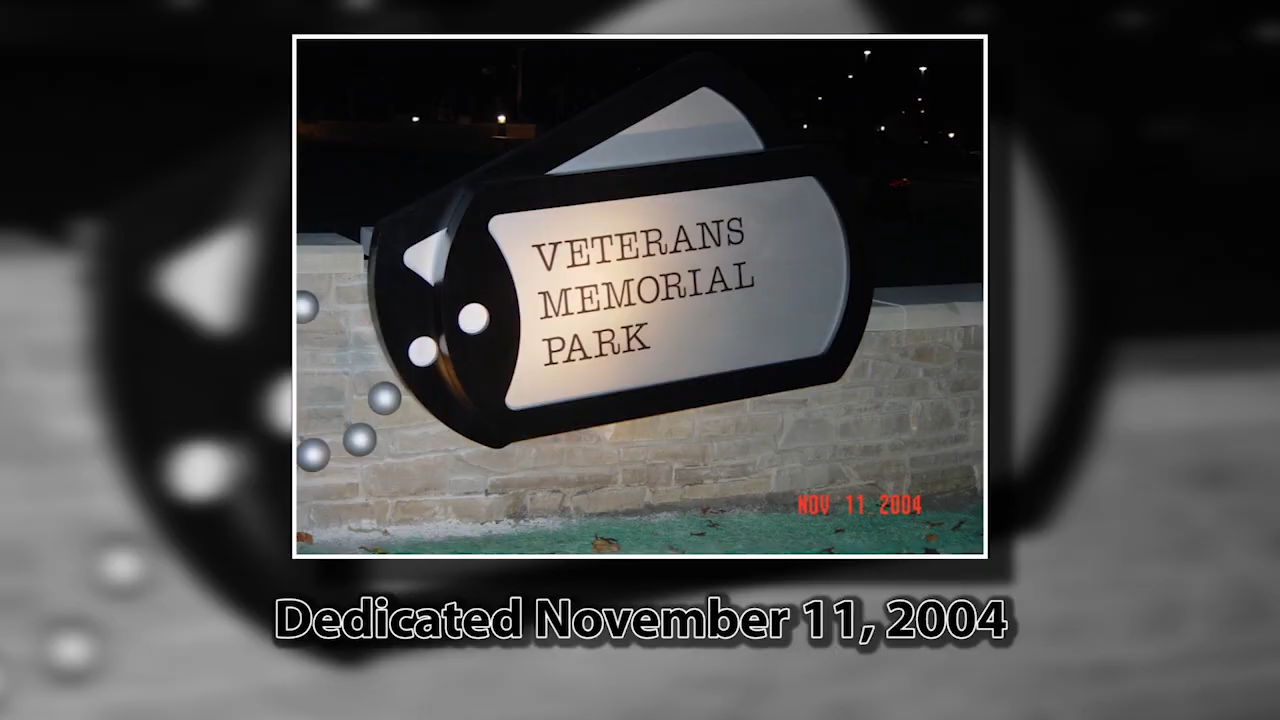 VETERANS
MEMORIAL
PARK
NOV 11 2004
Dedicated November 11, 2004